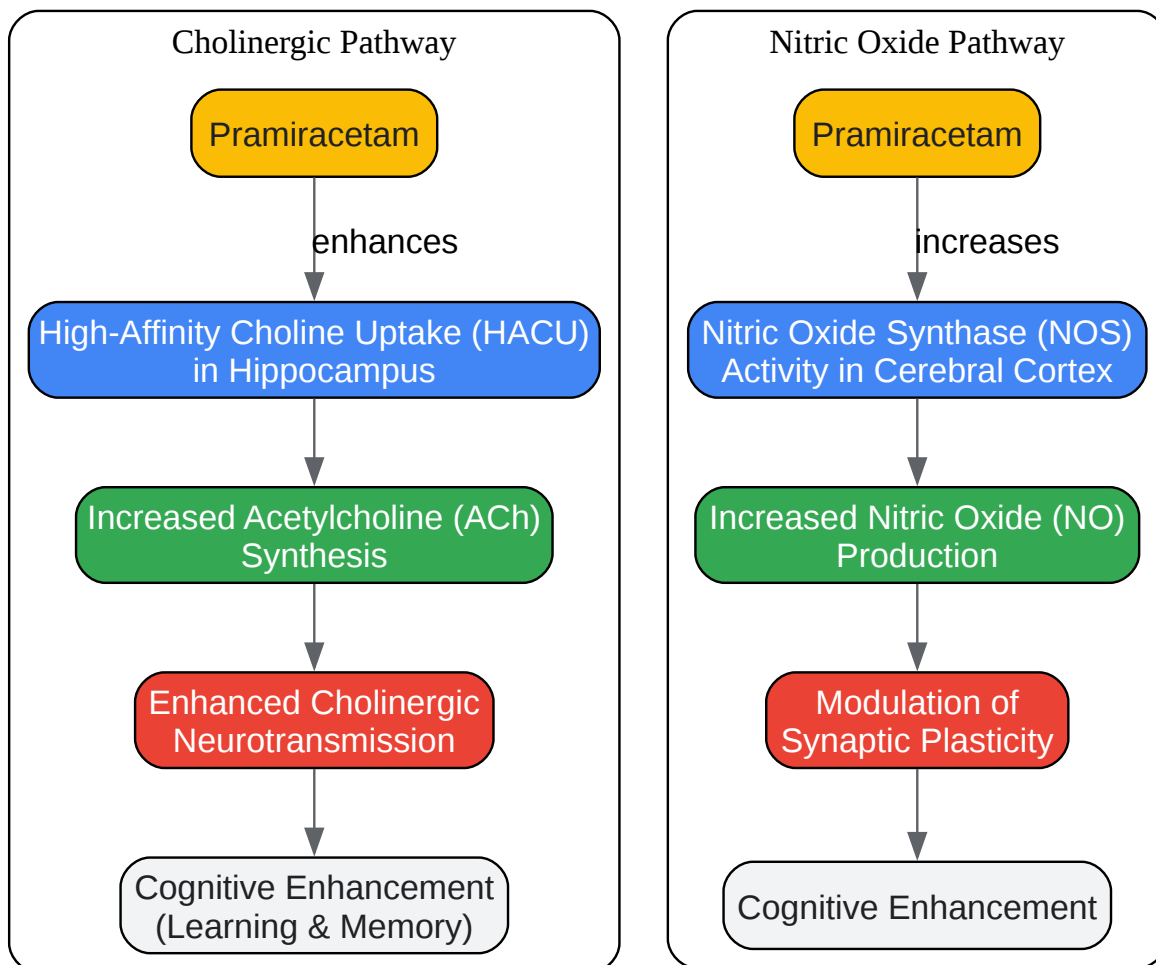 Cholinergic Pathway
Pramiracetam
enhances
High-Affinity Choline Uptake (HACU)
in Hippocampus
Increased Acetylcholine (ACh)
Synthesis
Enhanced Cholinergic
Neurotransmission
Cognitive Enhancement
(Learning & Memory)
Nitric Oxide Pathway
Pramiracetam
increases
Nitric Oxide Synthase (NOS)
Activity in Cerebral Cortex
Increased Nitric Oxide (NO)
Production
Modulation of
Synaptic Plasticity
Cognitive Enhancement